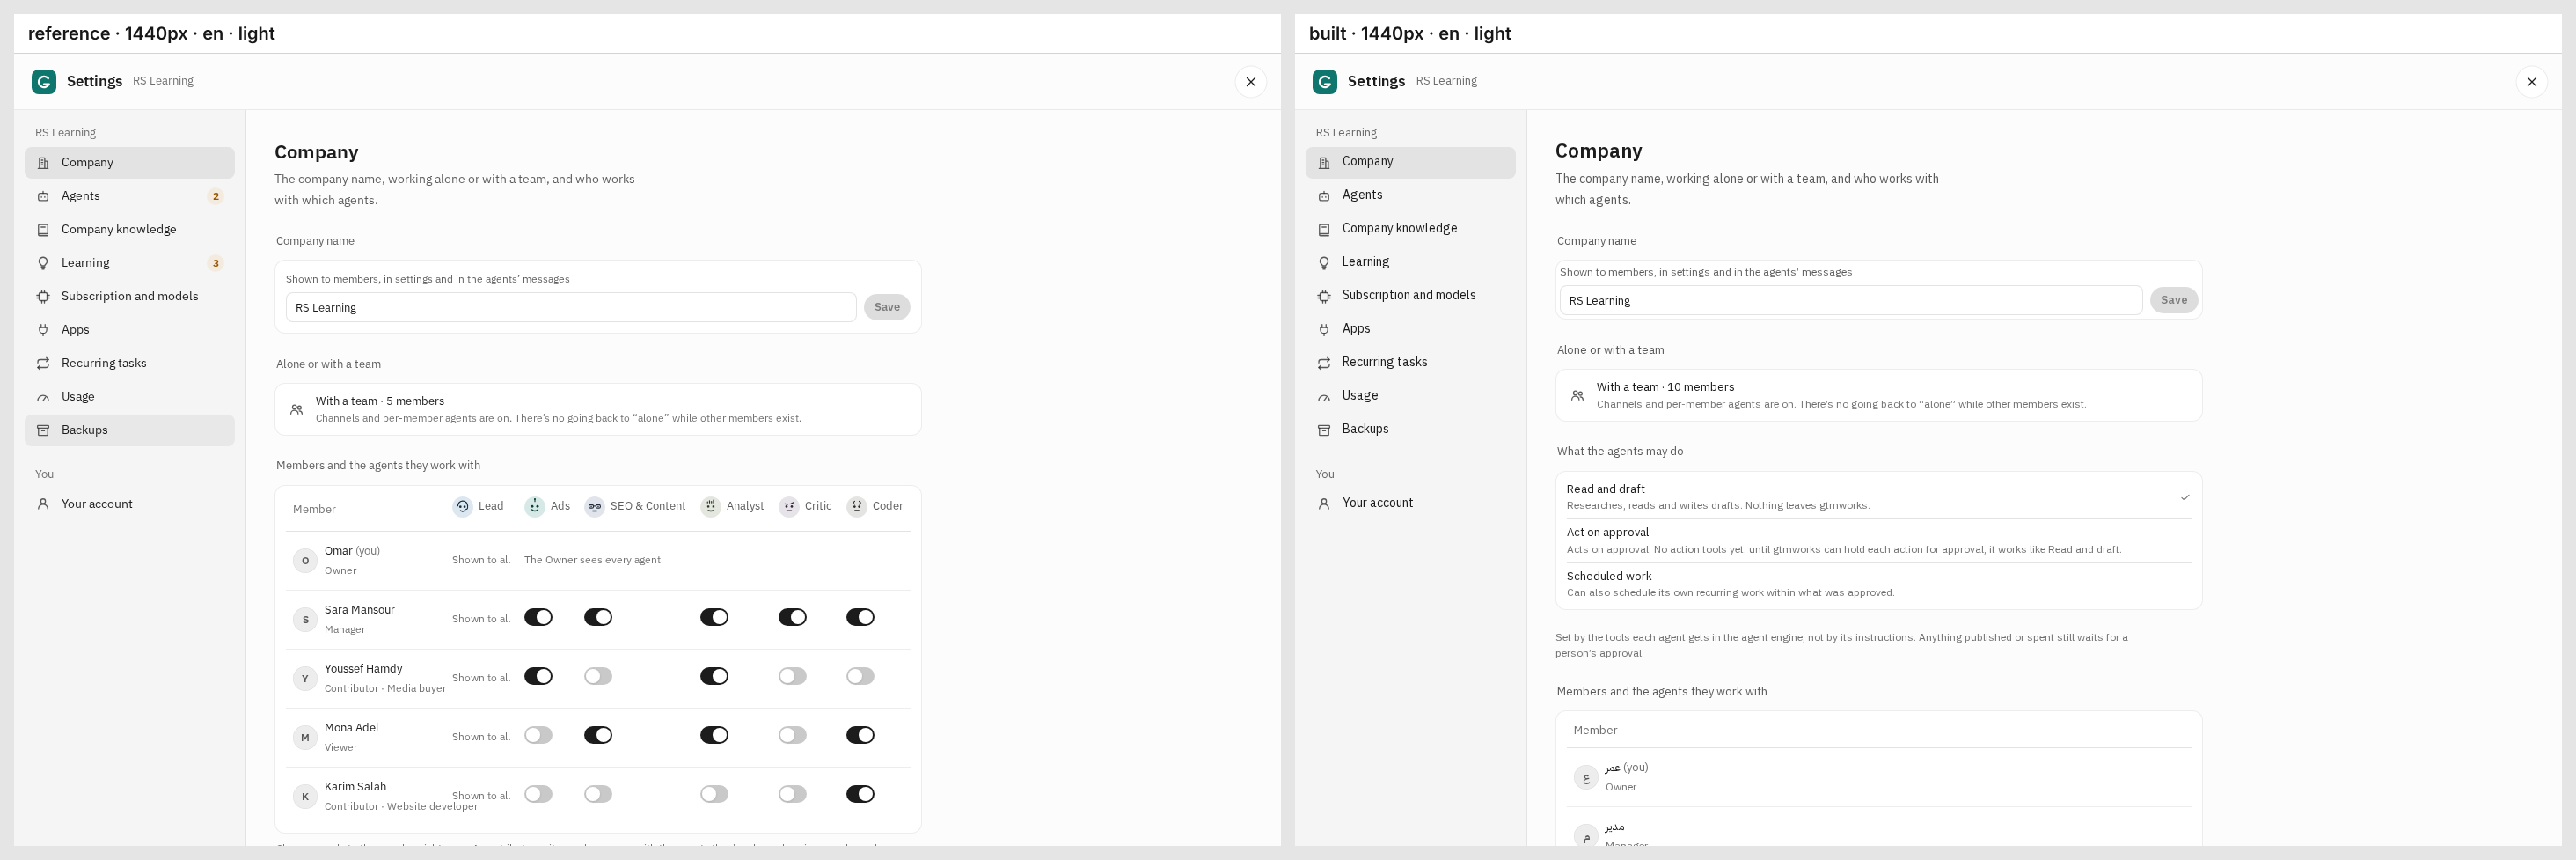 reference · 1440px · en · light
G Settings RS Learning
RS Learning
Company
Agents 2
Company knowledge
Learning 3
Subscription and models
Apps
Recurring tasks
Usage
Backups
You
Your account
Company
The company name, working alone or with a team, and who works
with which agents.
Company name
Shown to members, in settings and in the agents’ messages
RS Learning Save
Alone or with a team
With a team · 5 members
Channels and per-member agents are on. There’s no going back to “alone” while other members exist.
Members and the agents they work with
Member Lead Ads SEO & Content Analyst Critic Coder
O Omar (you) Shown to all The Owner sees every agent
Owner
S Sara Mansour Shown to all
Manager
Y Youssef Hamdy Shown to all
Contributor · Media buyer
M Mona Adel Shown to all
Viewer
K Karim Salah Shown to all
Contributor · Website developer
built · 1440px · en · light
G Settings RS Learning
RS Learning
Company
Agents
Company knowledge
Learning
Subscription and models
Apps
Recurring tasks
Usage
Backups
You
Your account
Company
The company name, working alone or with a team, and who works with
which agents.
Company name
Shown to members, in settings and in the agents’ messages
RS Learning Save
Alone or with a team
With a team · 10 members
Channels and per-member agents are on. There’s no going back to “alone” while other members exist.
What the agents may do
Read and draft
Researches, reads and writes drafts. Nothing leaves gtmworks.
Act on approval
Acts on approval. No action tools yet: until gtmworks can hold each action for approval, it works like Read and draft.
Scheduled work
Can also schedule its own recurring work within what was approved.
Set by the tools each agent gets in the agent engine, not by its instructions. Anything published or spent still waits for a
person’s approval.
Members and the agents they work with
Member
ع عمر (you)
Owner
م مدير
Manager